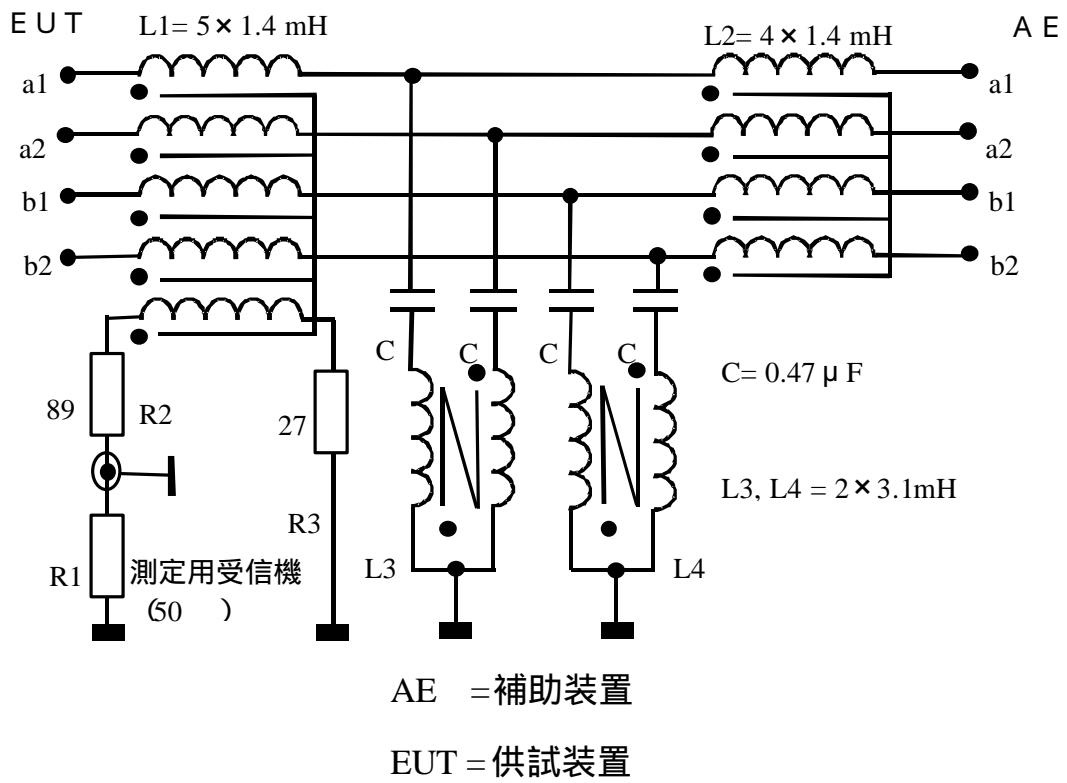 ＥＵＴ
L1= 5×1.4 mH
L2= 4×1.4 mH
ＡＥ
a1
a1
a2
a2
b1
b1
b2
b2
C
C
C
C
C= 0.47 μF
89
R2
27
L3, L4 = 2×3.1mH
R3
R1
測定用受信機
(50 )
L3
L4
AE =補助装置
EUT =供試装置